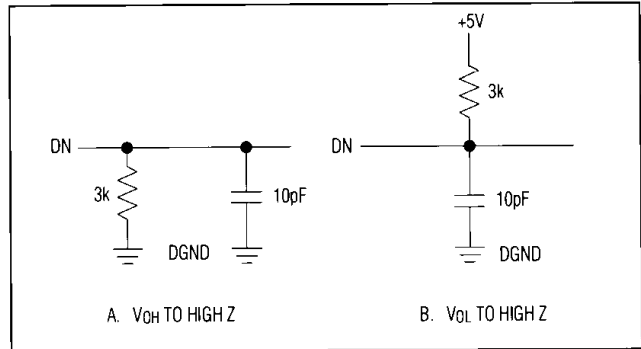 +5V
3k
DN
DN
3k
10pF
10pF
DGND
DGND
A. VOH TO HIGH Z
B. VOL TO HIGH Z